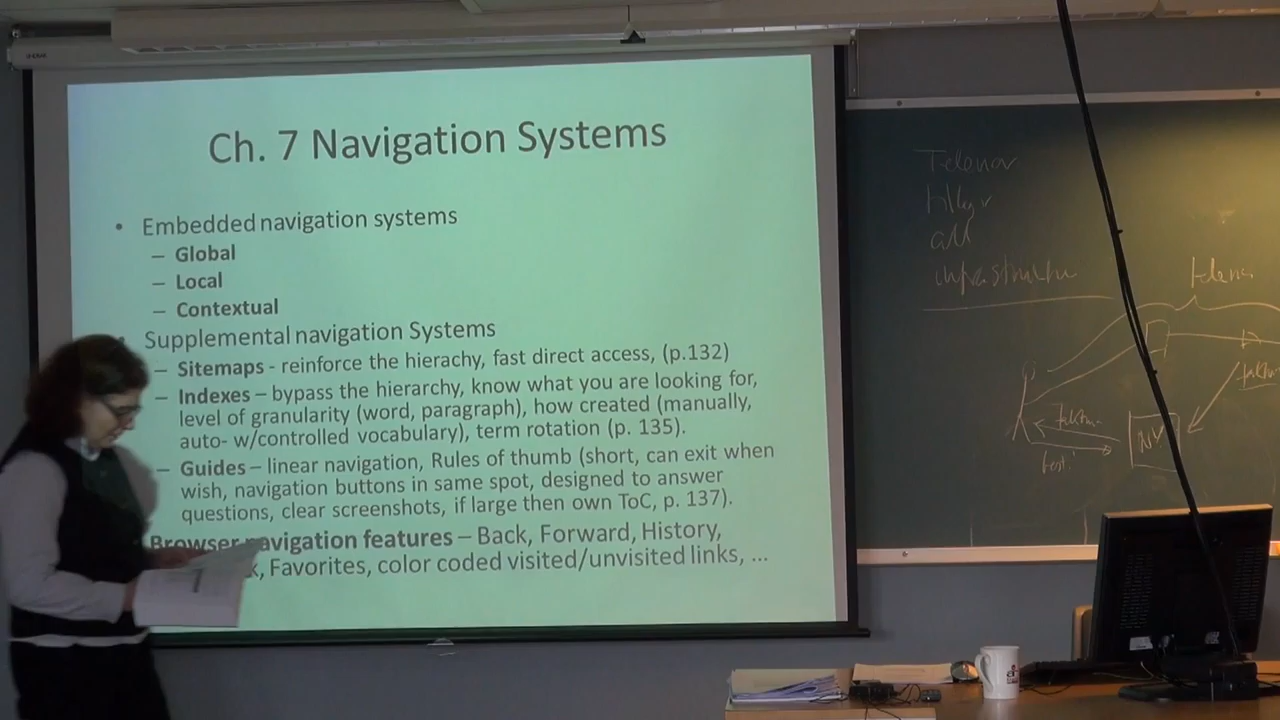 Ch. 7 Navigation Systems
• Embedded navigation systems
– Global
– Local
– Contextual
Supplemental navigation Systems
– Sitemaps - reinforce the hierachy, fast direct access, (p.132)
– Indexes – bypass the hierarchy, know what you are looking for,
level of granularity (word, paragraph), how created (manually,
auto- w/controlled vocabulary), term rotation (p. 135).
– Guides – linear navigation, Rules of thumb (short, can exit when
wish, navigation buttons in same spot, designed to answer
questions, clear screenshots, if large then own ToC, p. 137).
Browser navigation features – Back, Forward, History,
Favorites, color coded visited/unvisited links, ...
Telenor
all
NV